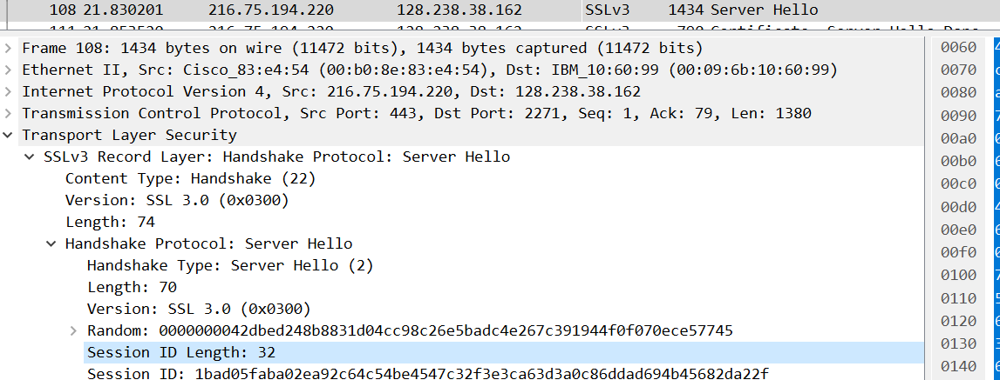 108 21.830201 216.75.194.220 128.238.38.162 SSLv3 1434 Server Hello
Frame 108: 1434 bytes on wire (11472 bits), 1434 bytes captured (11472 bits)
Ethernet II, Src: Cisco_83:e4:54 (00:b0:8e:83:e4:54), Dst: IBM_10:60:99 (00:09:6b:10:60:99)
Internet Protocol Version 4, Src: 216.75.194.220, Dst: 128.238.38.162
Transmission Control Protocol, Src Port: 443, Dst Port: 2271, Seq: 1, Ack: 79, Len: 1380
Transport Layer Security
SSLv3 Record Layer: Handshake Protocol: Server Hello
Content Type: Handshake (22)
Version: SSL 3.0 (0x0300)
Length: 74
Handshake Protocol: Server Hello
Handshake Type: Server Hello (2)
Length: 70
Version: SSL 3.0 (0x0300)
Random: 0000000042dbed248b8831d04cc98c26e5badc4e267c391944f0f070ece57745
Session ID Length: 32
Session ID: 1bad05faba02ea92c64c54be4547c32f3e3ca63d3a0c86ddad694b45682da22f
0060
0070
0080
0090
00a0
00b0
00c0
00d0
00e0
00f0
0100
0110
0120
0130
0140